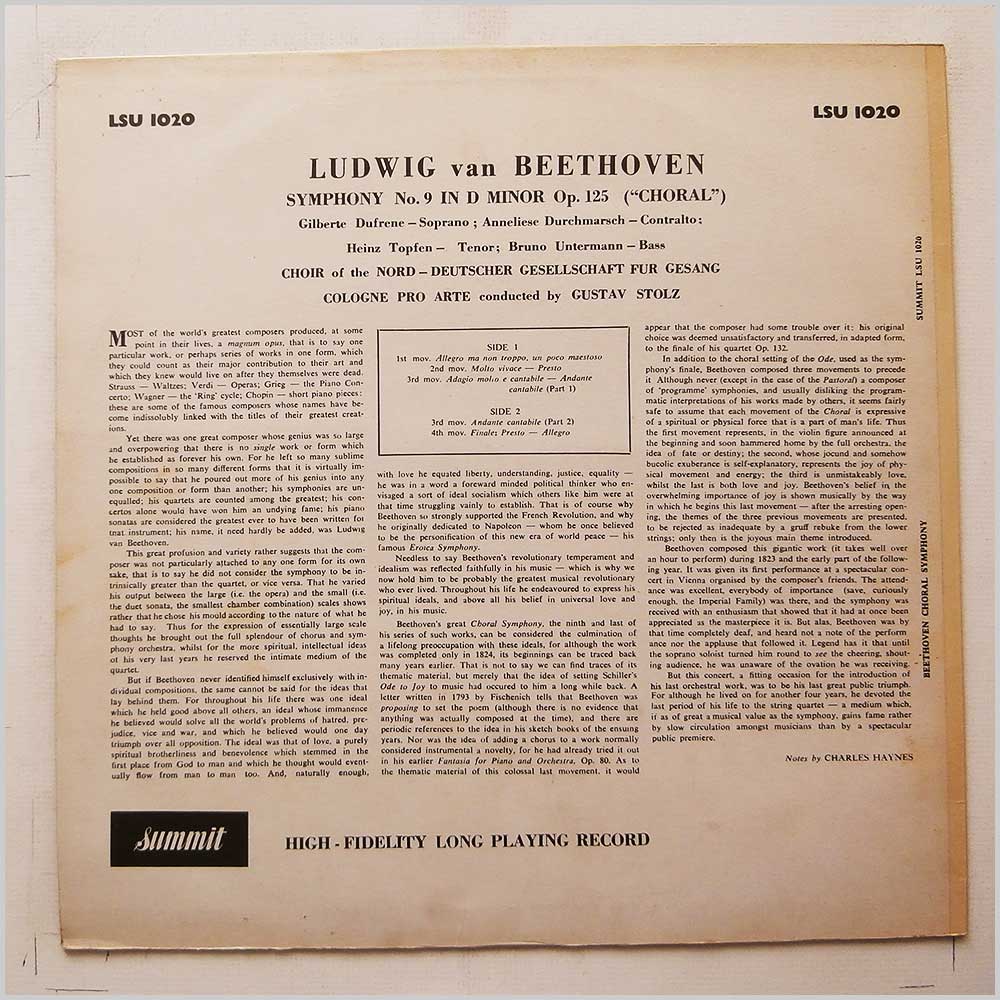 LSU 1020
LSU 1020
LUDWIG van BEETHOVEN
SYMPHONY No. 9 IN D MINOR Op. 125 ("CHORAL")
Gilberte Dufrene – Soprano ; Anneliese Durchmarsch – Contralto;
Heinz Topfen – Tenor; Bruno Untermann – Bass
CHOIR of the NORD – DEUTSCHER GESELLSCHAFT FUR GESANG
COLOGNE PRO ARTE conducted by GUSTAV STOLZ
MOST of the world's greatest composers produced, at some
point in their lives, a magnum opus, that is to say one
particular work, or perhaps series of works in one form, which
they could count as their major contribution to their art and
which they knew would live on after they themselves were dead.
Strauss — Waltzes; Verdi — Operas; Grieg — the Piano Con-
certo; Wagner — the 'Ring' cycle; Chopin — short piano pieces:
these are some of the famous composers whose names have be-
come indissolubly linked with the titles of their greatest creat-
ions.
Yet there was one great composer whose genius was so large
and overpowering that there is no single work or form which
he established as forever his own. For he left so many sublime
compositions in so many different forms that it is virtually im-
possible to say that he poured out more of his genius into any
one composition or form than another; his symphonies are un-
equalled; his quartets are counted among the greatest; his con-
certos alone would have won him an undying fame; his piano
sonatas are considered the greatest ever to have been written for
that instrument; his name, it need hardly be added, was Ludwig
van Beethoven.
This great profusion and variety rather suggests that the com-
poser was not particularly attached to any one form for its own
sake, that is to say he did not consider the symphony to be in-
trinsically greater than the quartet, or vice versa. That he varied
his output between the large (i.e. the opera) and the small (i.e.
the duet sonata, the smallest chamber combination) scales shows
rather that he chose his mould according to the nature of what he
had to say. Thus for the expression of essentially large scale
thoughts he brought out the full splendour of chorus and sym-
phony orchestra, whilst for the more spiritual, intellectual ideas
of his very last years he reserved the intimate medium of the
quartet.
But if Beethoven never identified himself exclusively with in-
dividual compositions, the same cannot be said for the ideas that
lay behind them. For throughout his life there was one ideal
which he held good above all others, an ideal whose immanence
he believed would solve all the world's problems of hatred, pre-
judice, vice and war, and which he believed would one day
triumph over all opposition. The ideal was that of love, a purely
spiritual brotherliness and benevolence which stemmed in the
first place from God to man and which he thought would event-
ually flow from man to man too. And, naturally enough,
SIDE 1
1st mov. Allegro ma non troppo, un poco maestoso
2nd mov. Molto vivace — Presto
3rd mov. Adagio molto e cantabile — Andante
cantabile (Part 1)
SIDE 2
3rd mov. Andante cantabile (Part 2)
4th mov. Finale: Presto — Allegro
with love he equated liberty, understanding, justice, equality —
he was in a word a foreward minded political thinker who en-
visaged a sort of ideal socialism which others like him were at
that time struggling vainly to establish. That is of course why
Beethoven so strongly supported the French Revolution, and why
he originally dedicated to Napoleon — whom he once believed
to be the personification of this new era of world peace — his
famous Eroica Symphony.
Needless to say Beethoven's revolutionary temperament and
idealism was reflected faithfully in his music — which is why we
now hold him to be probably the greatest musical revolutionary
who ever lived. Throughout his life he endeavoured to express his
spiritual ideals, and above all his belief in universal love and
joy, in his music.
Beethoven's great Choral Symphony, the ninth and last of
his series of such works, can be considered the culmination of
a lifelong preoccupation with these ideals, for although the work
was completed only in 1824, its beginnings can be traced back
many years earlier. That is not to say we can find traces of its
thematic material, but merely that the idea of setting Schiller's
Ode to Joy to music had occured to him a long while back. A
letter written in 1793 by Fischenich tells that Beethoven was
proposing to set the poem (although there is no evidence that
anything was actually composed at the time), and there are
periodic references to the idea in his sketch books of the ensuing
years. Nor was the idea of adding a chorus to a work normally
considered instrumental a novelty, for he had already tried it out
in his earlier Fantasia for Piano and Orchestra, Op. 80. As to
the thematic material of this colossal last movement, it would
appear that the composer had some trouble over it; his original
choice was deemed unsatisfactory and transferred, in adapted form,
to the finale of his quartet Op. 132.
In addition to the choral setting of the Ode, used as the sym-
phony's finale, Beethoven composed three movements to precede
it Although never (except in the case of the Pastoral) a composer
of 'programme' symphonies, and usually disliking the program-
matic interpretations of his works made by others, it seems fairly
safe to assume that each movement of the Choral is expressive
of a spiritual or physical force that is a part of man's life. Thus
the first movement represents, in the violin figure announced at
the beginning and soon hammered home by the full orchestra, the
idea of fate or destiny; the second, whose jocund and somehow
bucolic exuberance is self-explanatory, represents the joy of phy-
sical movement and energy; the third is unmistakeably love,
whilst the last is both love and joy. Beethoven's belief in the
overwhelming importance of joy is shown musically by the way
in which he begins this last movement — after the arresting open-
ing, the themes of the three previous movements are presented,
to be rejected as inadequate by a gruff rebuke from the lower
strings; only then is the joyous main theme introduced.
Beethoven composed this gigantic work (it takes well over
an hour to perform) during 1823 and the early part of the follow-
ing year. It was given its first performance at a spectacular con-
cert in Vienna organised by the composer's friends. The attend-
ance was excellent, everybody of importance (save, curiously
enough, the Imperial Family) was there, and the symphony was
received with an enthusiasm that showed that it had at once been
appreciated as the masterpiece it is. But alas, Beethoven was by
that time completely deaf, and heard not a note of the perform
ance nor the applause that followed it. Legend has it that until
the soprano soloist turned him round to see the cheering, shout-
ing audience, he was unaware of the ovation he was receiving.
But this concert, a fitting occasion for the introduction of
his last orchestral work, was to be his last great public triumph.
For although he lived on for another four years, he devoted the
last period of his life to the string quartet — a medium which,
if as of great a musical value as the symphony, gains fame rather
by slow circulation amongst musicians than by a spectacular
public premiere.
Notes by CHARLES HAYNES
SUMMIT LSU 1020
BEETHOVEN CHORAL SYMPHONY
summit
HIGH - FIDELITY LONG PLAYING RECORD